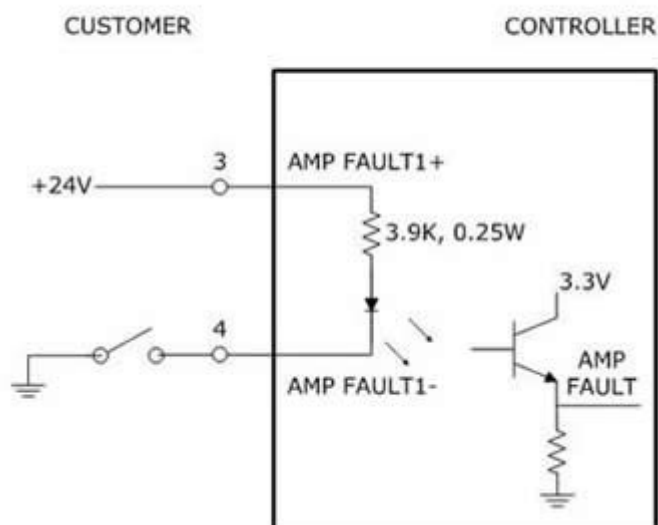 CUSTOMER
CONTROLLER
3
AMP FAULT1+
+24V
3.9K, 0.25W
3.3V
4
AMP
FAULT
AMP FAULT1-